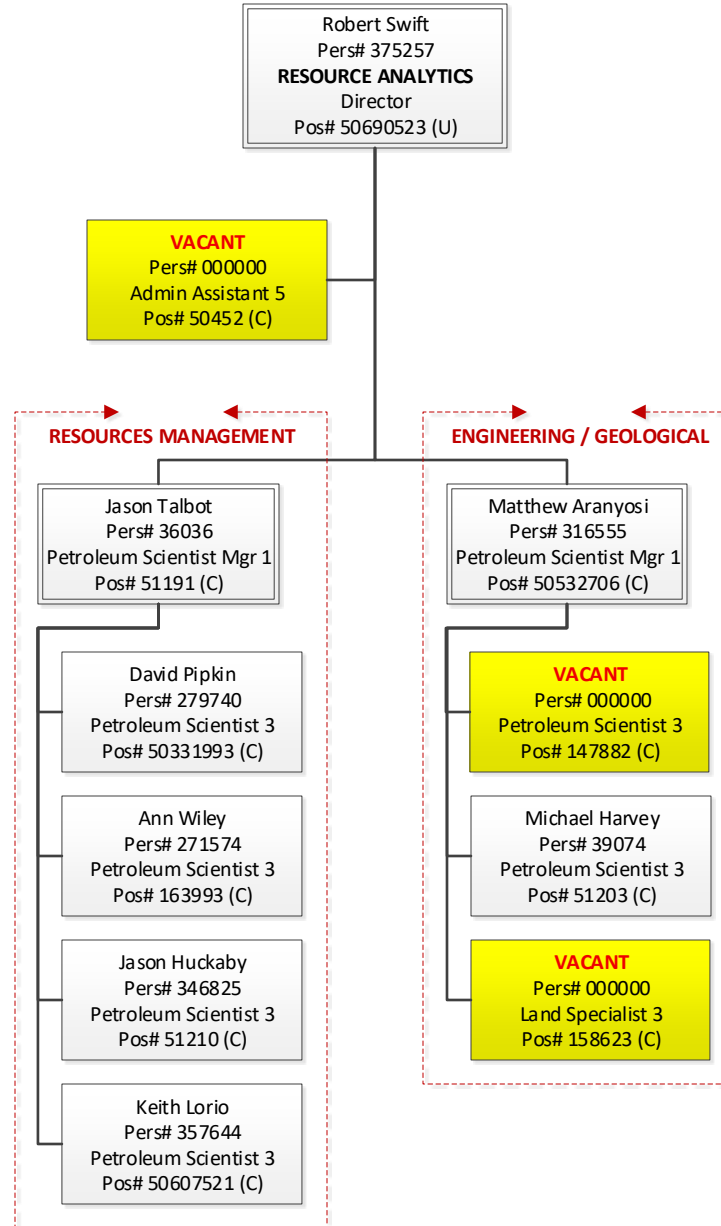 Robert Swift
Pers# 375257
RESOURCE ANALYTICS
Director
Pos# 50690523 (U)
VACANT
Pers# 000000
Admin Assistant 5
Pos# 50452 (C)
RESOURCES MANAGEMENT
Jason Talbot
Pers# 36036
Petroleum Scientist Mgr 1
Pos# 51191 (C)
David Pipkin
Pers# 279740
Petroleum Scientist 3
Pos# 50331993 (C)
Ann Wiley
Pers# 271574
Petroleum Scientist 3
Pos# 163993 (C)
Jason Huckaby
Pers# 346825
Petroleum Scientist 3
Pos# 51210 (C)
Keith Lorio
Pers# 357644
Petroleum Scientist 3
Pos# 50607521 (C)
ENGINEERING / GEOLOGICAL
Matthew Aranyosi
Pers# 316555
Petroleum Scientist Mgr 1
Pos# 50532706 (C)
VACANT
Pers# 000000
Petroleum Scientist 3
Pos# 147882 (C)
Michael Harvey
Pers# 39074
Petroleum Scientist 3
Pos# 51203 (C)
VACANT
Pers# 000000
Land Specialist 3
Pos# 158623 (C)